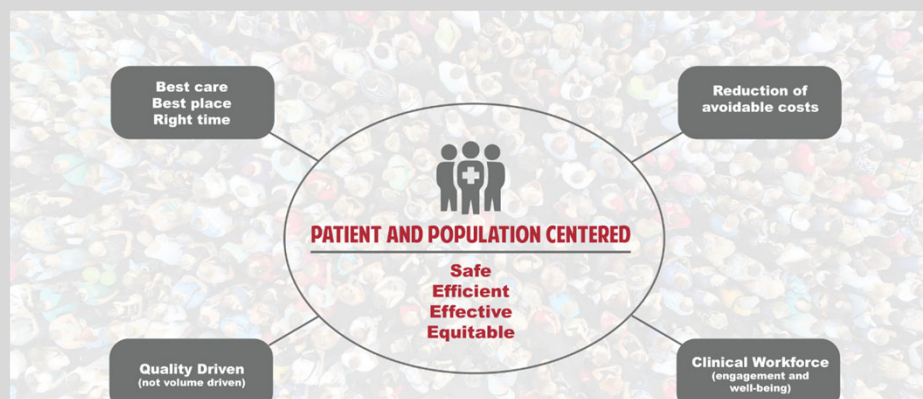 Best care
Best place
Right time
Reduction of
avoidable costs
PATIENT AND POPULATION CENTERED
Safe
Efficient
Effective
Equitable
Quality Driven
(not volume driven)
Clinical Workforce
(engagement and
well-being)